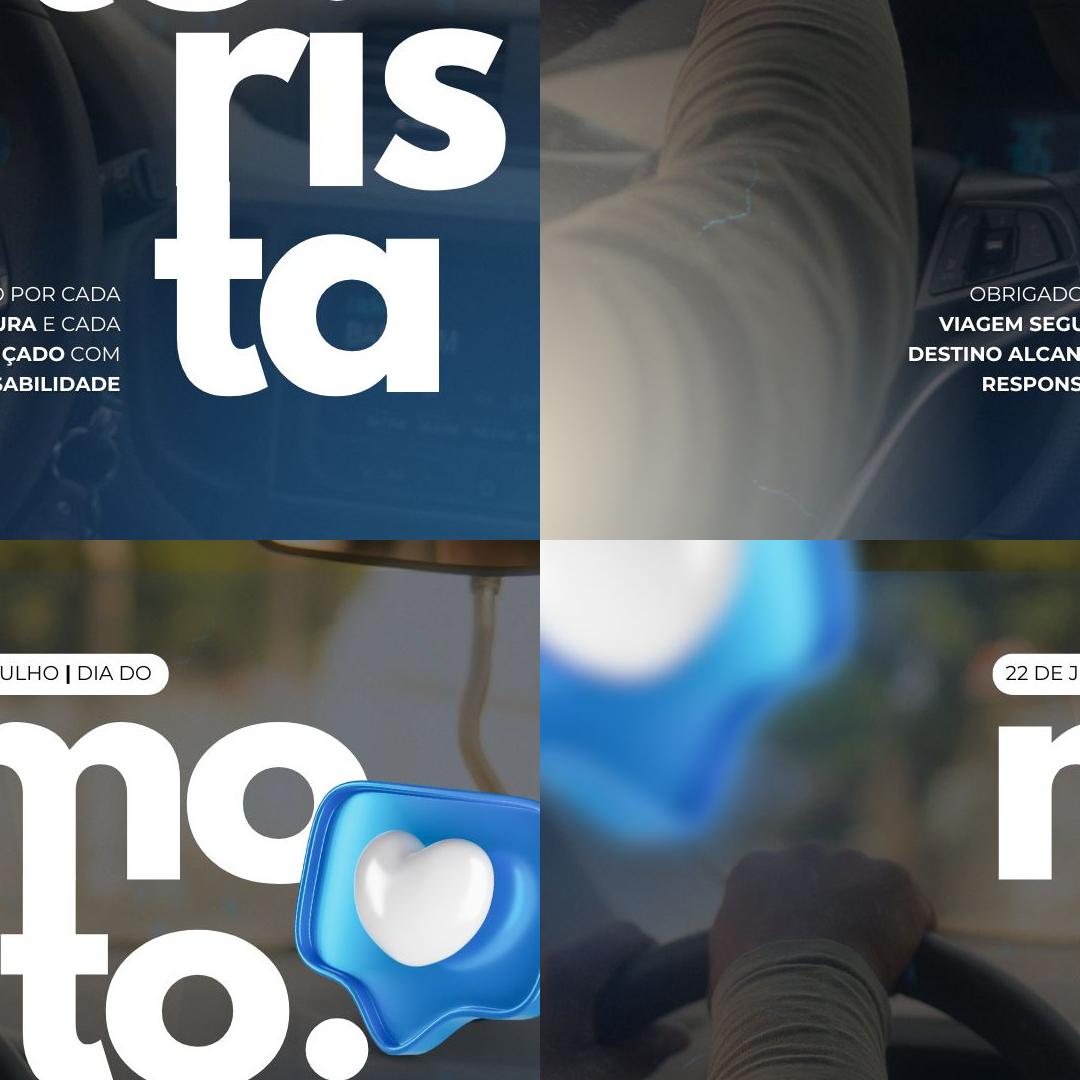 ris
ta
POR CADA
URA E CADA
ÇADO COM
SABILIDADE
OBRIGADO
VIAGEM SEGU
DESTINO ALCAN
RESPONS
ULHO | DIA DO
mo
to.
22 DE J